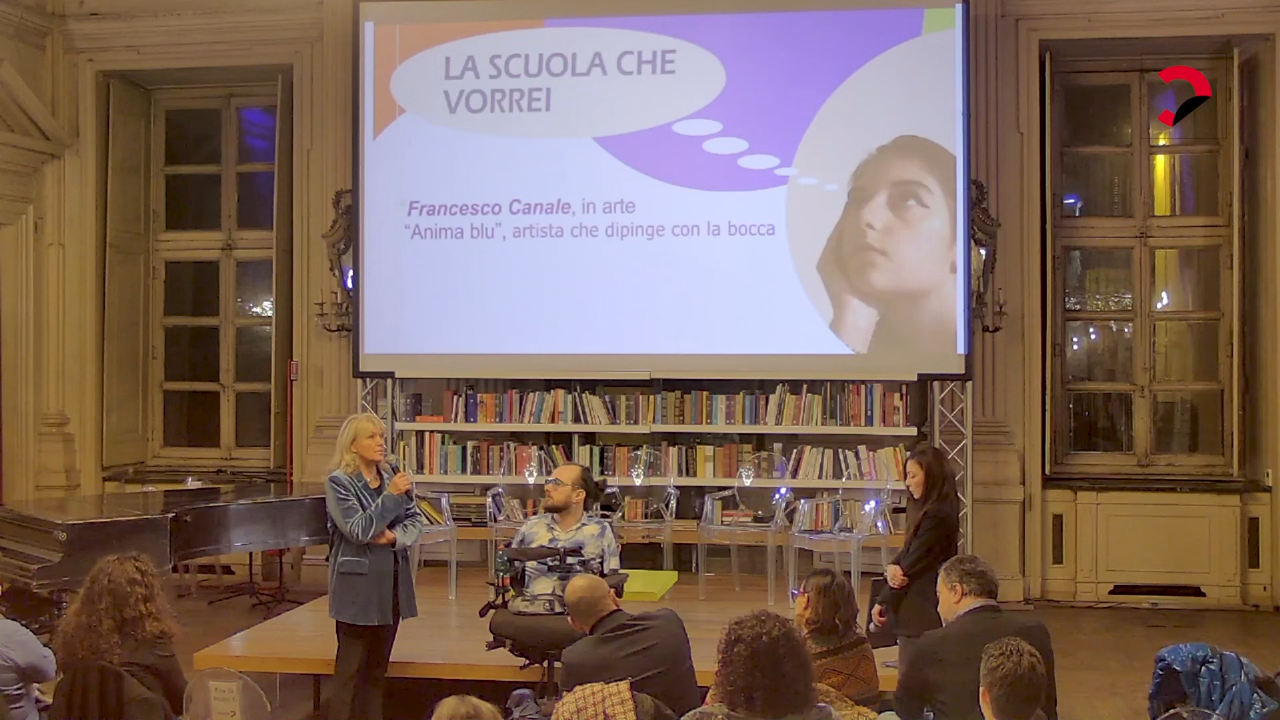 LA SCUOLA CHE
VORREI
Francesco Canale, in arte
"Anima blu", artista che dipinge con la bocca